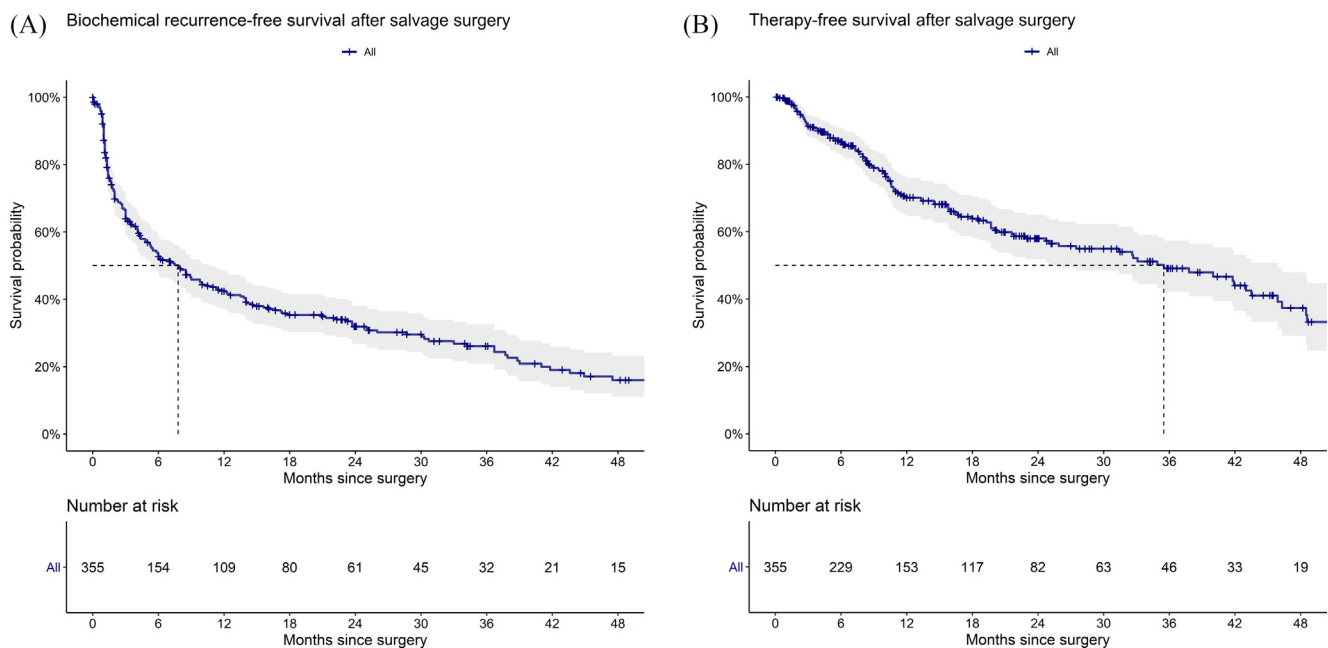 (A) Biochemical recurrence-free survival after salvage surgery
All
Survival probability
100%
80%
60%
40%
20%
0%
0 6 12 18 24 30 36 42 48
Months since surgery
Number at risk
All 355 154 109 80 61 45 32 21 15
0 6 12 18 24 30 36 42 48
Months since surgery
(B) Therapy-free survival after salvage surgery
All
Survival probability
100%
80%
60%
40%
20%
0%
0 6 12 18 24 30 36 42 48
Months since surgery
Number at risk
All 355 229 153 117 82 63 46 33 19
0 6 12 18 24 30 36 42 48
Months since surgery